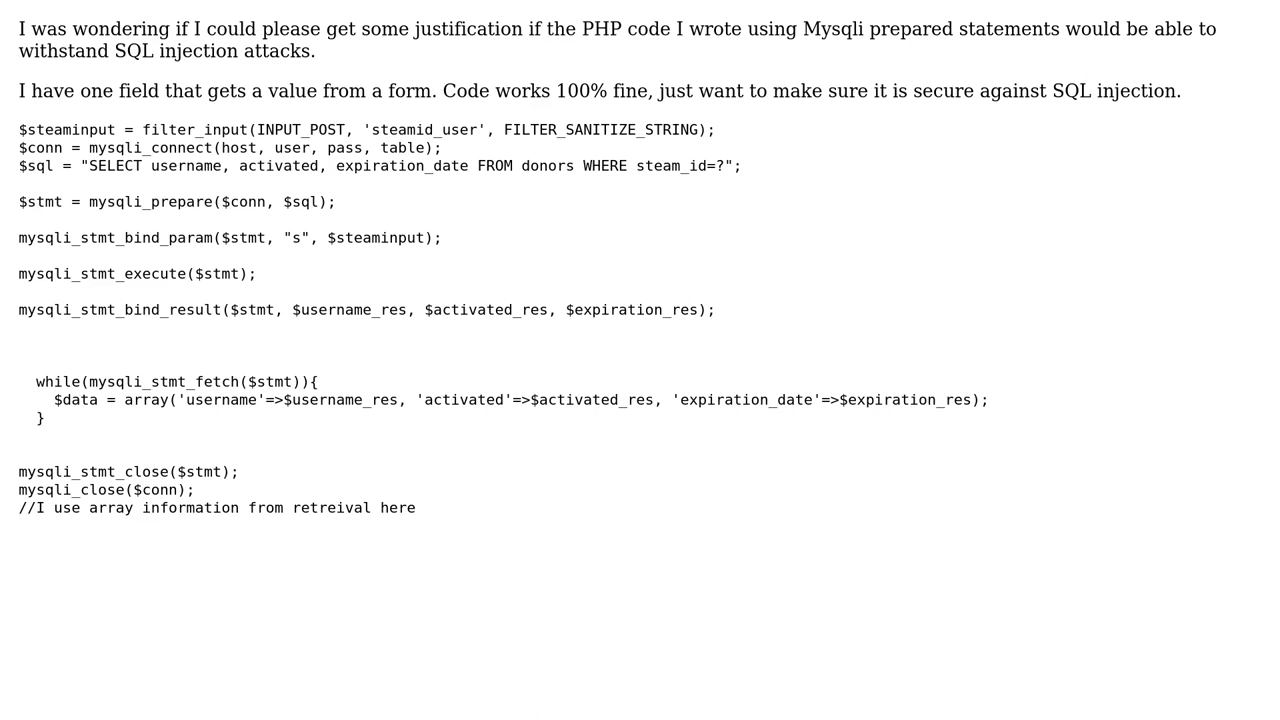 I was wondering if I could please get some justification if the PHP code I wrote using Mysqli prepared statements would be able to
withstand SQL injection attacks.
I have one field that gets a value from a form. Code works 100% fine, just want to make sure it is secure against SQL injection.
$steaminput = filter_input(INPUT_POST, 'steamid_user', FILTER_SANITIZE_STRING);
$conn = mysqli_connect(host, user, pass, table);
$sql = "SELECT username, activated, expiration_date FROM donors WHERE steam_id=?";
$stmt = mysqli_prepare($conn, $sql);
mysqli_stmt_bind_param($stmt, "s", $steaminput);
mysqli_stmt_execute($stmt);
mysqli_stmt_bind_result($stmt, $username_res, $activated_res, $expiration_res);
while(mysqli_stmt_fetch($stmt)){
$data = array('username'=>$username_res, 'activated'=>$activated_res, 'expiration_date'=>$expiration_res);
}
mysqli_stmt_close($stmt);
mysqli_close($conn);
//I use array information from retreival here